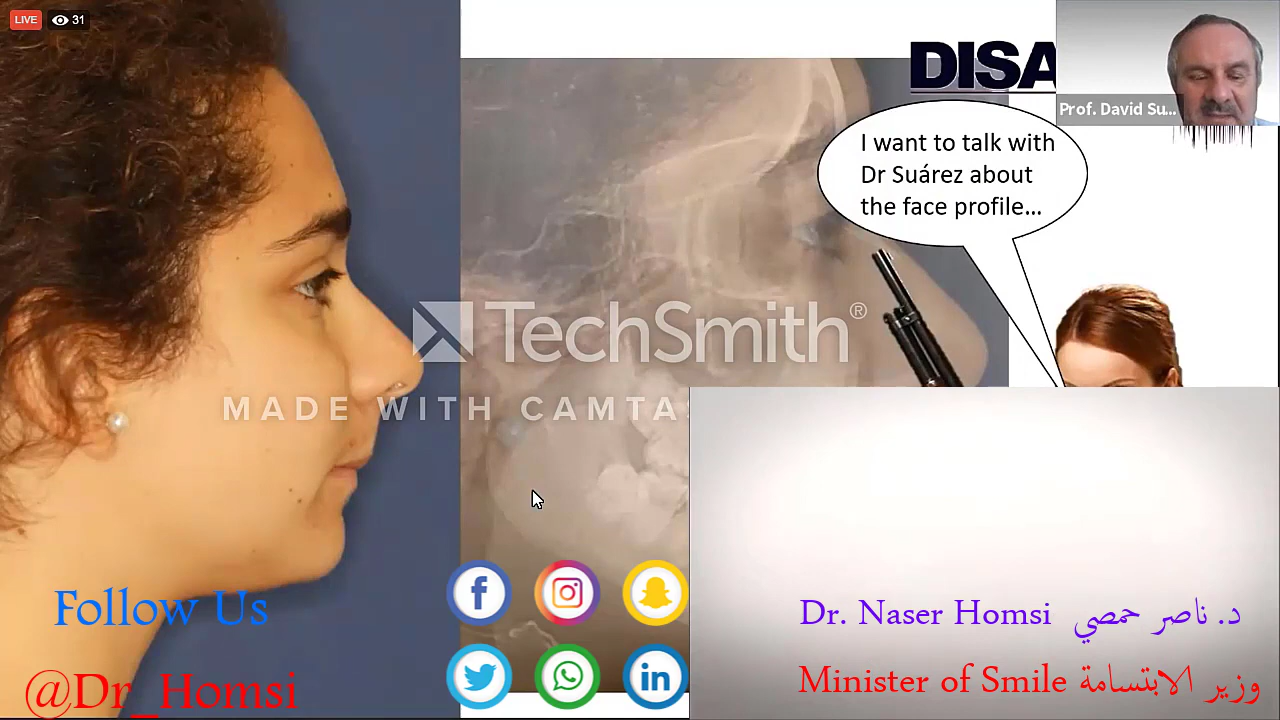 LIVE 31
DISA
Prof. David Su...
I want to talk with
Dr Suárez about
the face profile...
TechSmith®
MADE WITH CAMTAS
Follow Us
@Dr_Homsi
Dr. Naser Homsi د. ناصر حمصي
Minister of Smile وزير الابتسامة